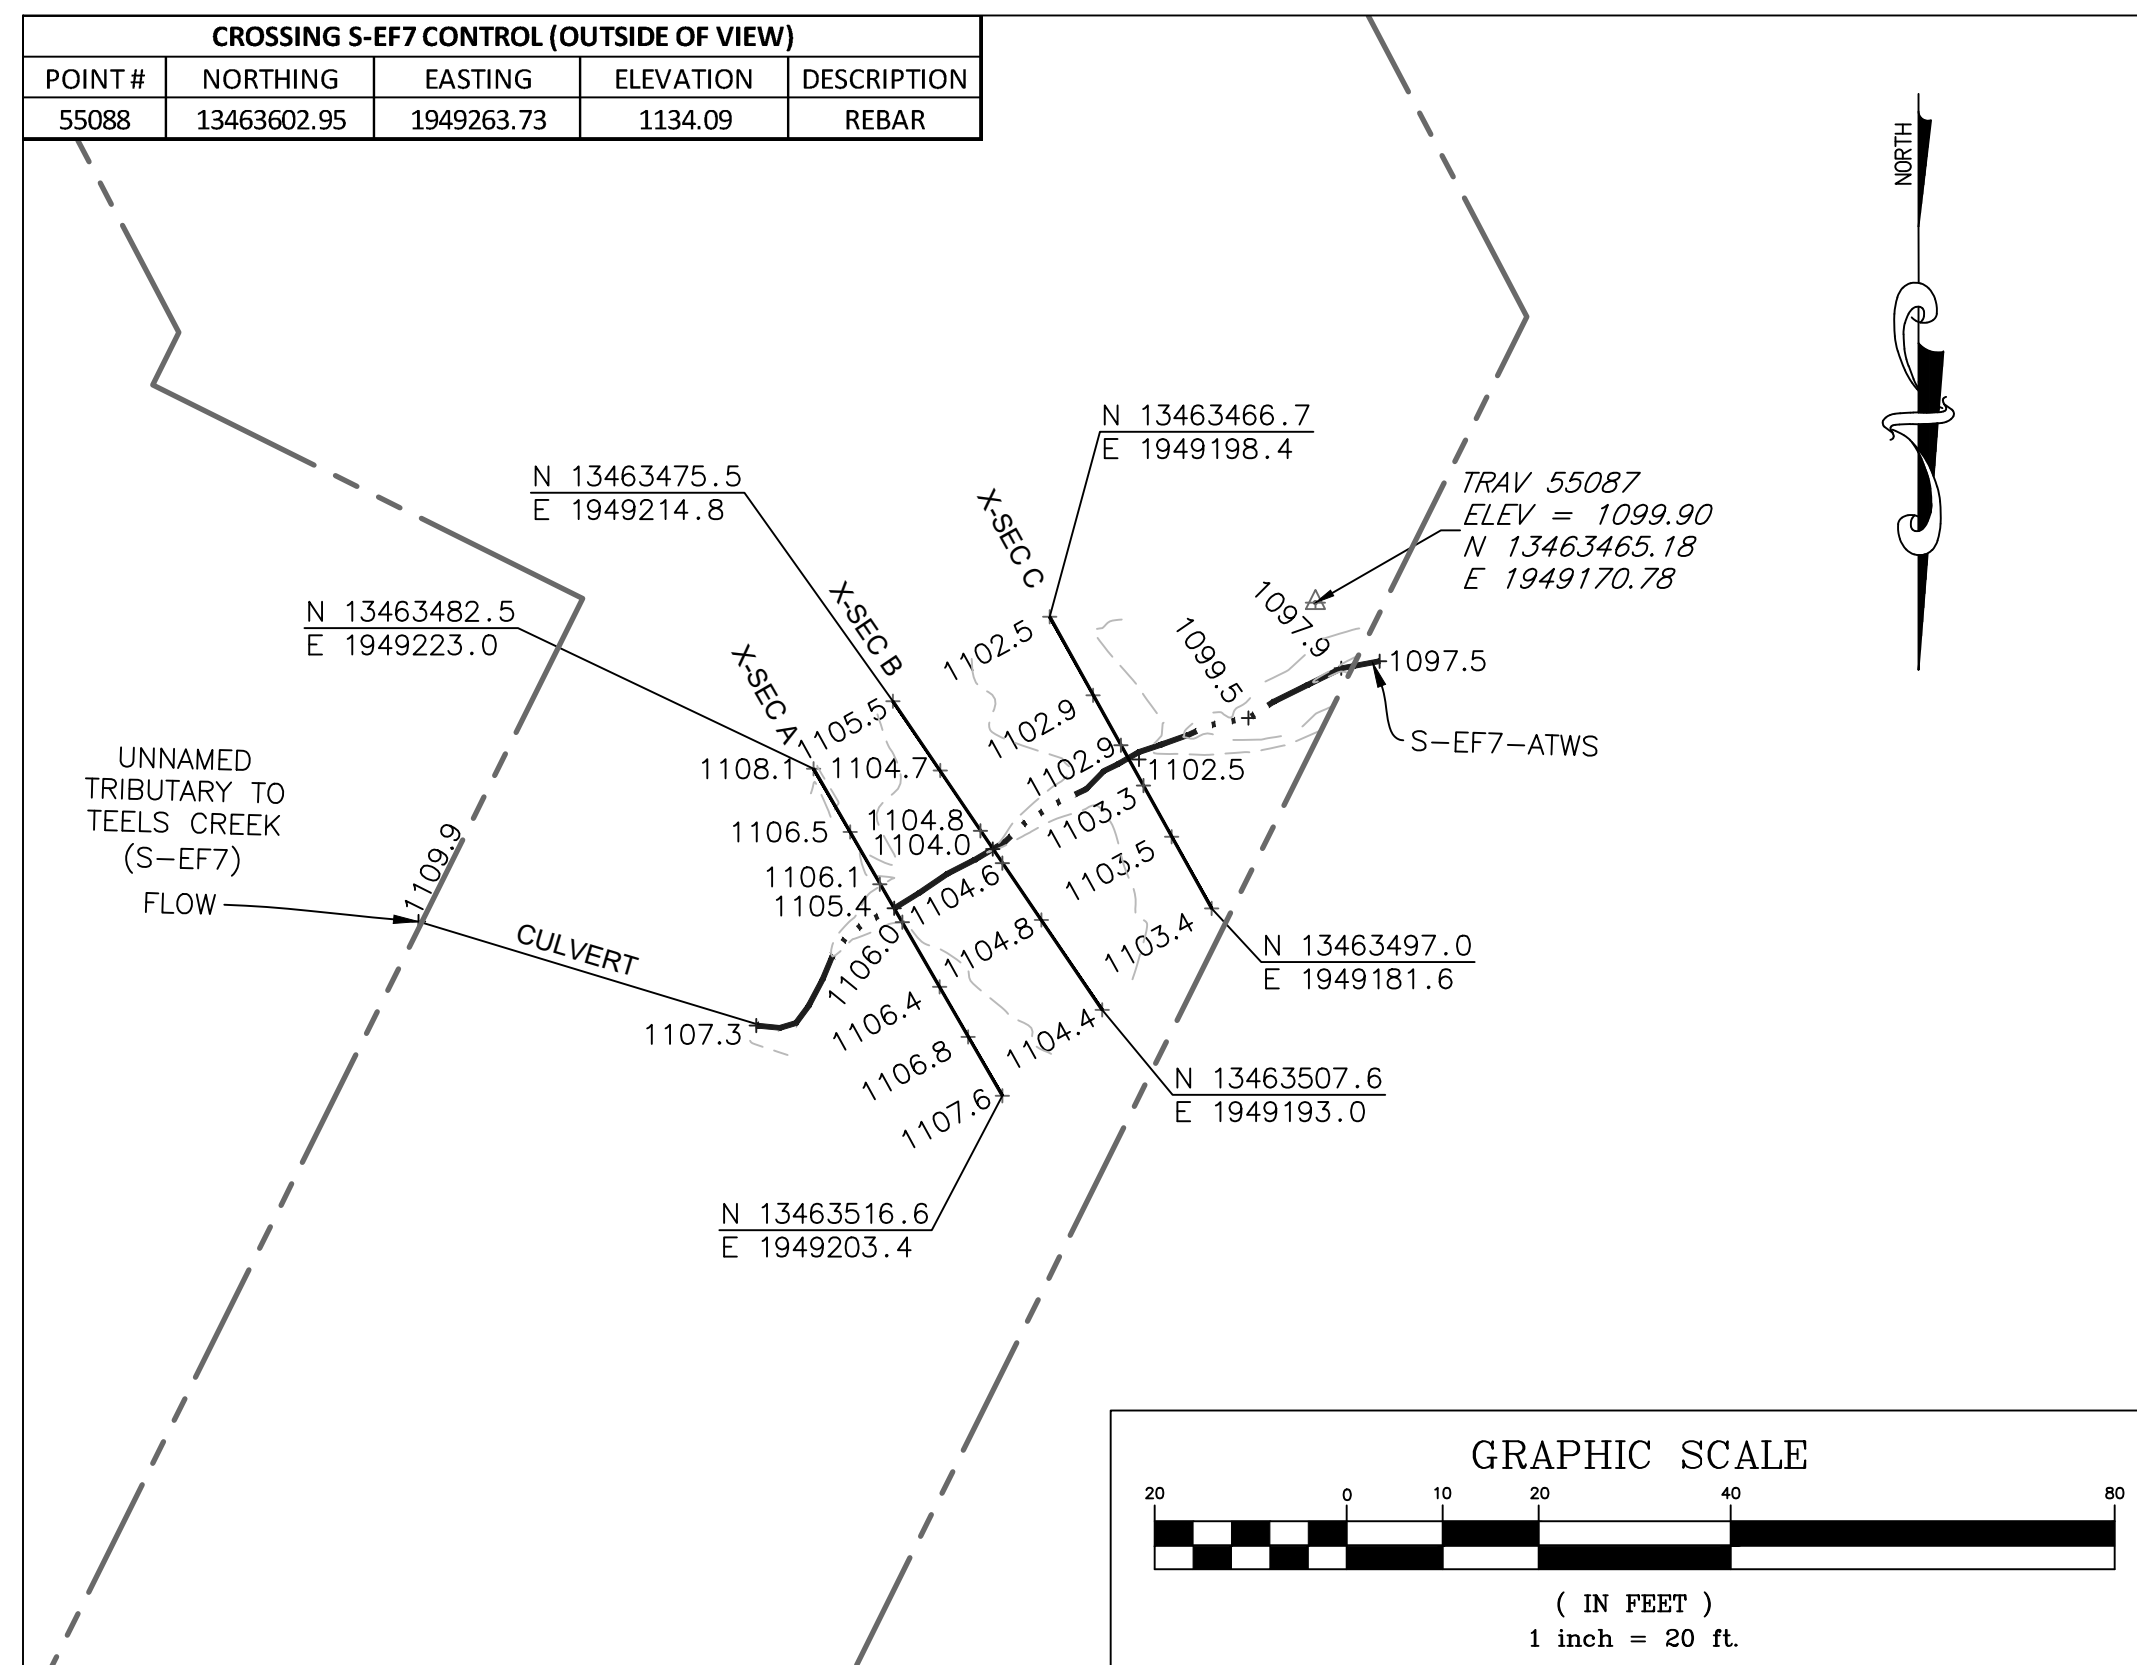 CROSSING S-EF7 CONTROL (OUTSIDE OF VIEW)
POINT # NORTHING EASTING ELEVATION DESCRIPTION
55088 13463602.95 1949263.73 1134.09 REBAR
NORTH
N 13463466.7
E 1949198.4
N 13463475.5
E 1949214.8
TRAV 55087
ELEV = 1099.90
N 13463465.18
E 1949170.78
N 13463482.5
E 1949223.0
X-SEC A
X-SEC B
X-SEC C
1102.5
1102.9
1102.9
1102.5
1103.3
1103.5
1103.4
1099.5
1097.9
1097.5
S-EF7-ATWS
1105.5
1104.7
1104.8
1104.0
1104.6
1104.8
1104.4
1108.1
1106.5
1106.1
1105.4
1106.0
1106.4
1106.8
1107.6
UNNAMED
TRIBUTARY TO
TEELS CREEK
(S-EF7)
FLOW
1109.9
CULVERT
1107.3
N 13463497.0
E 1949181.6
N 13463507.6
E 1949193.0
N 13463516.6
E 1949203.4
GRAPHIC SCALE
20 0 10 20 40 80
( IN FEET )
1 inch = 20 ft.